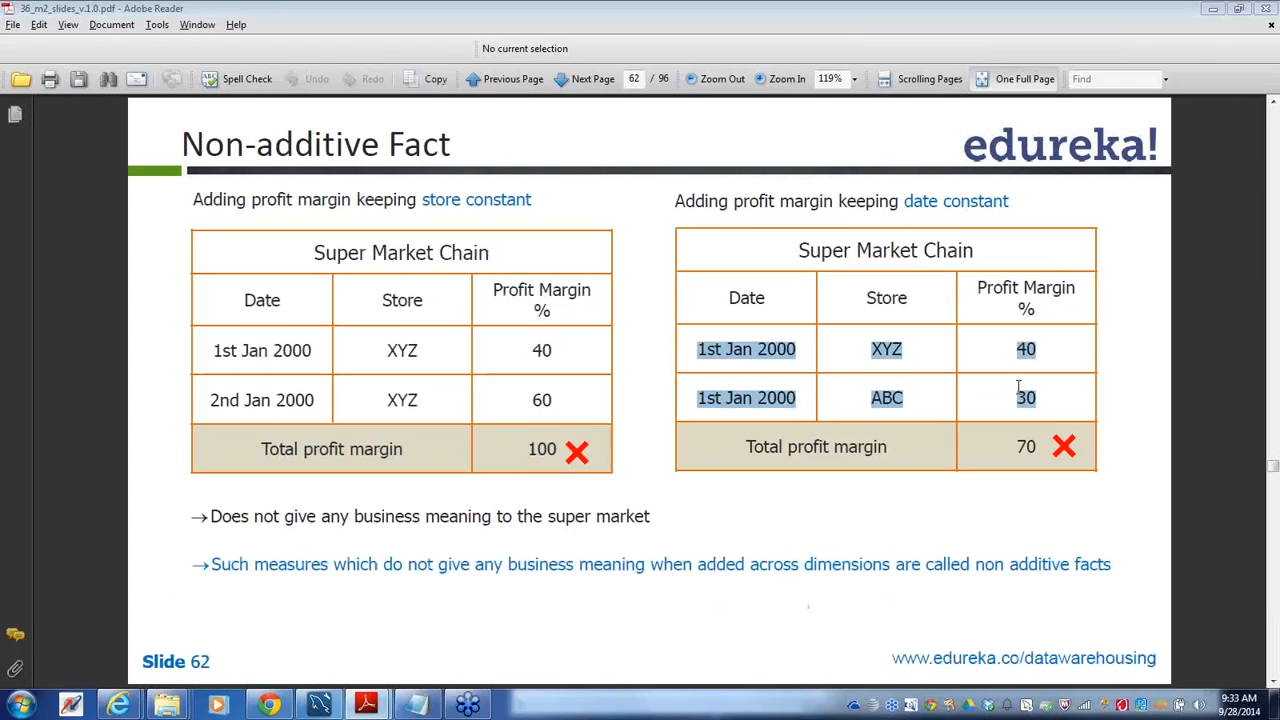 36_m2_slides_v.1.0.pdf - Adobe Reader
File Edit View Document Tools Window Help
No current selection
Spell Check Undo Redo Copy Previous Page Next Page 62 / 96 Zoom Out Zoom In 119% Scrolling Pages One Full Page Find
Non-additive Fact
edureka!
Adding profit margin keeping store constant
Super Market Chain
Date Store Profit Margin %
1st Jan 2000 XYZ 40
2nd Jan 2000 XYZ 60
Total profit margin 100
Adding profit margin keeping date constant
Super Market Chain
Date Store Profit Margin %
1st Jan 2000 XYZ 40
1st Jan 2000 ABC 30
Total profit margin 70
→Does not give any business meaning to the super market
→Such measures which do not give any business meaning when added across dimensions are called non additive facts
Slide 62
www.edureka.co/datawarehousing
9:33 AM
9/28/2014